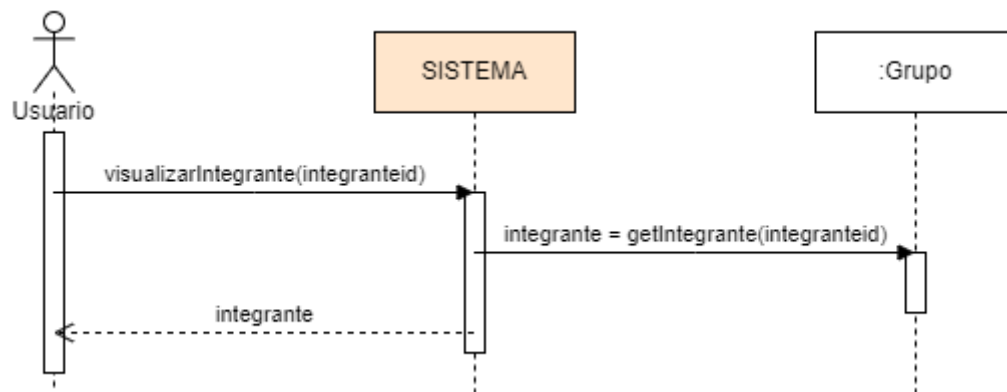 SISTEMA
:Grupo
Usuario
visualizarIntegrante(integranteid)
integrante = getIntegrante(integranteid)
integrante